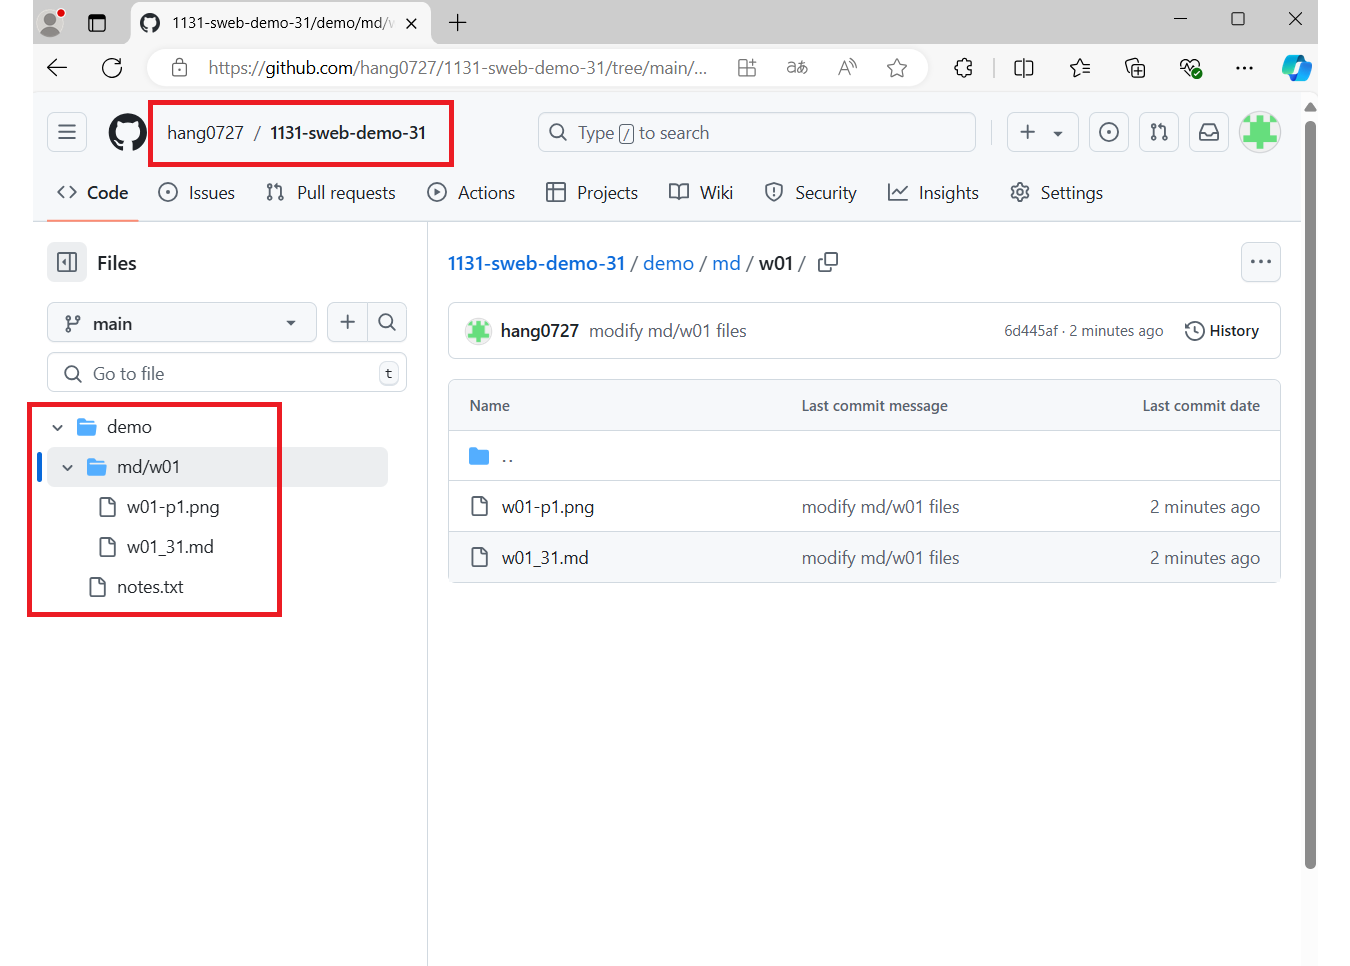 1131-sweb-demo-31/demo/md/w
https://github.com/hang0727/1131-sweb-demo-31/tree/main/...
hang0727 / 1131-sweb-demo-31
Type / to search
Code Issues Pull requests Actions Projects Wiki Security Insights Settings
Files
1131-sweb-demo-31 / demo / md / w01 /
main
hang0727 modify md/w01 files 6d445af · 2 minutes ago History
Go to file t
Name Last commit message Last commit date
demo
..
md/w01
w01-p1.png
w01-p1.png modify md/w01 files 2 minutes ago
w01_31.md
w01_31.md modify md/w01 files 2 minutes ago
notes.txt